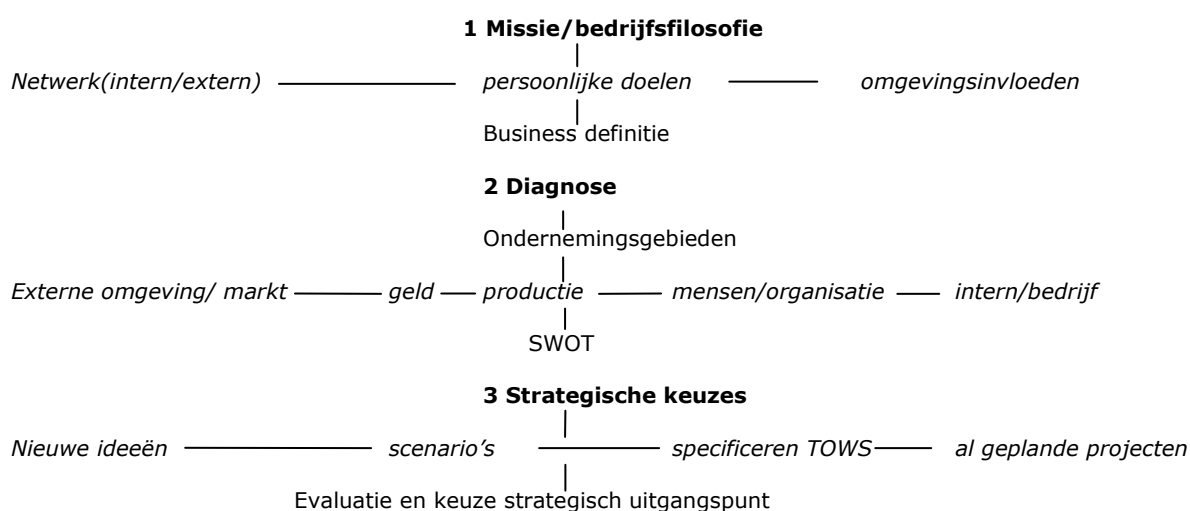 1 Missie/bedrijfsfilosofie
Netwerk(intern/extern) persoonlijke doelen omgevingsinvloeden
Business definitie
2 Diagnose
Ondernemingsgebieden
Externe omgeving/ markt geld productie mensen/organisatie intern/bedrijf
SWOT
3 Strategische keuzes
Nieuwe ideeën scenario's specificeren TOWS al geplande projecten
Evaluatie en keuze strategisch uitgangspunt